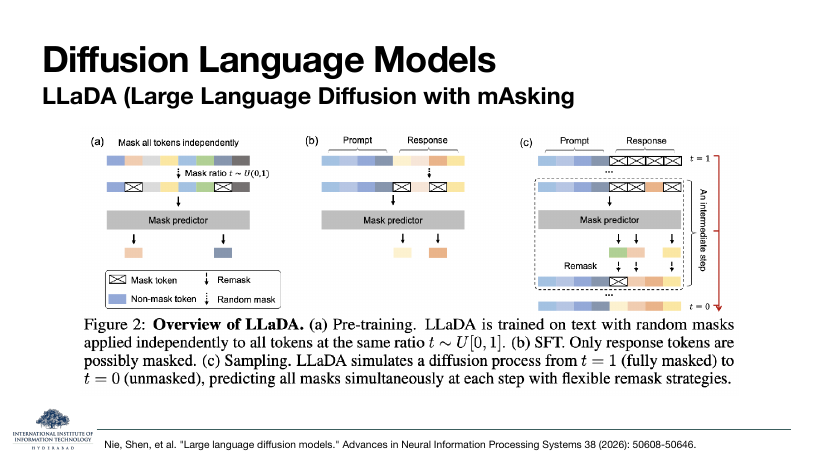 Diffusion Language Models
LLaDA (Large Language Diffusion with mAsking
(a) Mask all tokens independently
Mask ratio t ~ U(0,1)
Mask predictor
Mask token
Remask
Non-mask token
Random mask
(b) Prompt Response
Mask predictor
(c) Prompt Response
t = 1
...
Mask predictor
Remask
An intermediate step
...
t = 0
Figure 2: Overview of LLaDA. (a) Pre-training. LLaDA is trained on text with random masks
applied independently to all tokens at the same ratio t ∼ U[0, 1]. (b) SFT. Only response tokens are
possibly masked. (c) Sampling. LLaDA simulates a diffusion process from t = 1 (fully masked) to
t = 0 (unmasked), predicting all masks simultaneously at each step with flexible remask strategies.
INTERNATIONAL INSTITUTE OF
INFORMATION TECHNOLOGY
HYDERABAD
Nie, Shen, et al. "Large language diffusion models." Advances in Neural Information Processing Systems 38 (2026): 50608-50646.